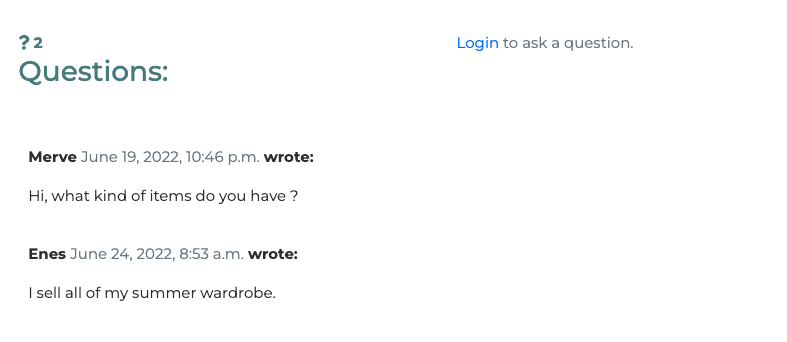 ? 2
Login to ask a question.
Questions:
Merve June 19, 2022, 10:46 p.m. wrote:
Hi, what kind of items do you have ?
Enes June 24, 2022, 8:53 a.m. wrote:
I sell all of my summer wardrobe.